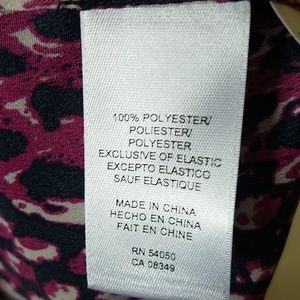 100% POLYESTER/
POLIESTER/
POLYESTER
EXCLUSIVE OF ELASTIC
EXCEPTO ELASTICO
SAUF ELASTIQUE
MADE IN CHINA
HECHO EN CHINA
FAIT EN CHINE
RN 54050
CA 08349